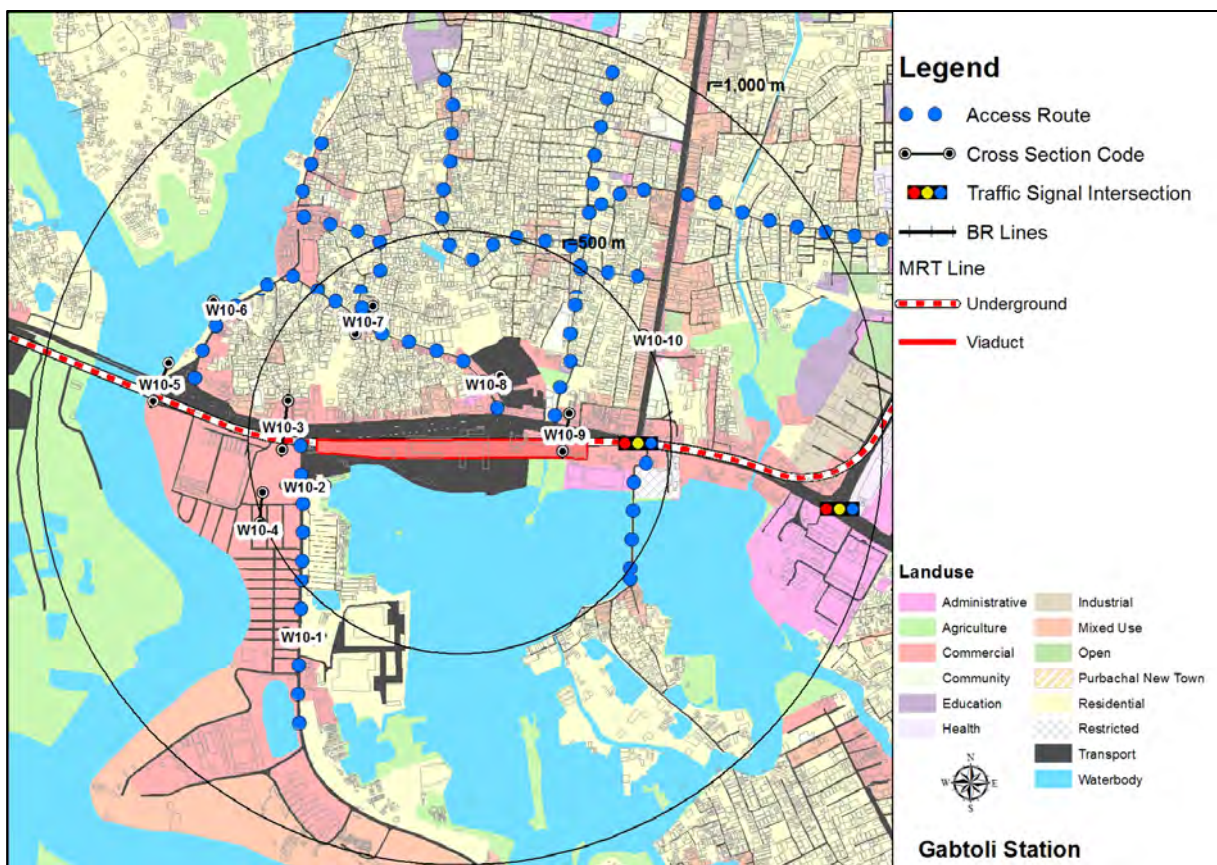 r=1,000 m
r=500 m
W10-6
W10-7
W10-10
W10-5
W10-8
W10-3
W10-9
W10-2
W10-4
W10-1
Legend
Access Route
Cross Section Code
Traffic Signal Intersection
BR Lines
MRT Line
Underground
Viaduct
Landuse
Administrative
Agriculture
Commercial
Community
Education
Health
Industrial
Mixed Use
Open
Purbachal New Town
Residential
Restricted
Transport
Waterbody
N
W E
S
Gabtoli Station